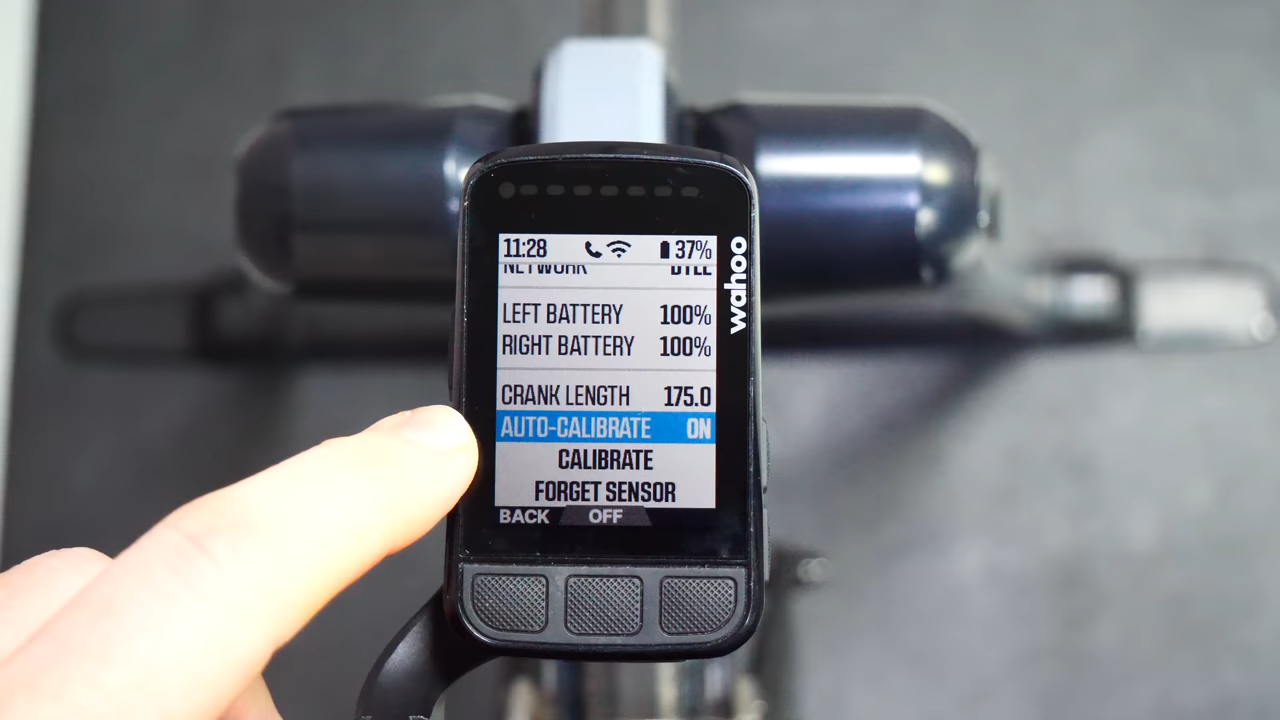 11:28 37%
LEFT BATTERY 100%
RIGHT BATTERY 100%
CRANK LENGTH 175.0
AUTO-CALIBRATE ON
CALIBRATE
FORGET SENSOR
BACK OFF
wahoo